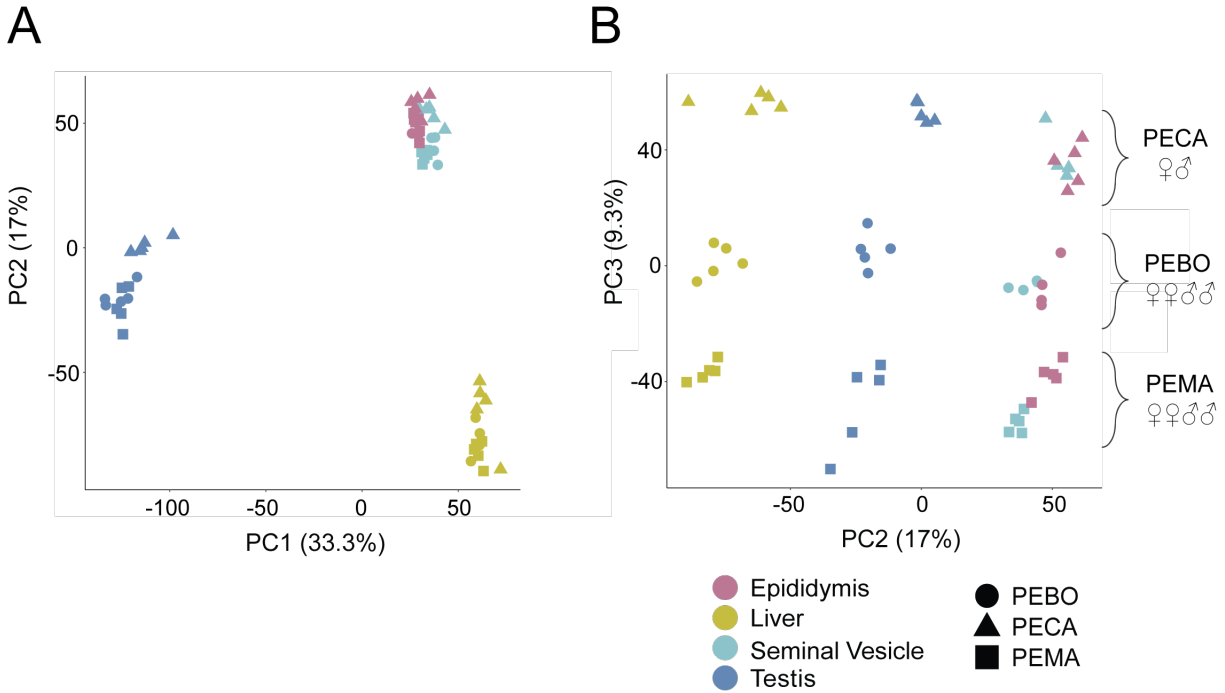 A
B
50
0
-50
PC2 (17%)
-100
-50
0
50
PC1 (33.3%)
40
0
-40
PC3 (9.3%)
-50
0
50
PC2 (17%)
PECA
♀♂
PEBO
♀♀♂♂
PEMA
♀♀♂♂
Epididymis
Liver
Seminal Vesicle
Testis
PEBO
PECA
PEMA